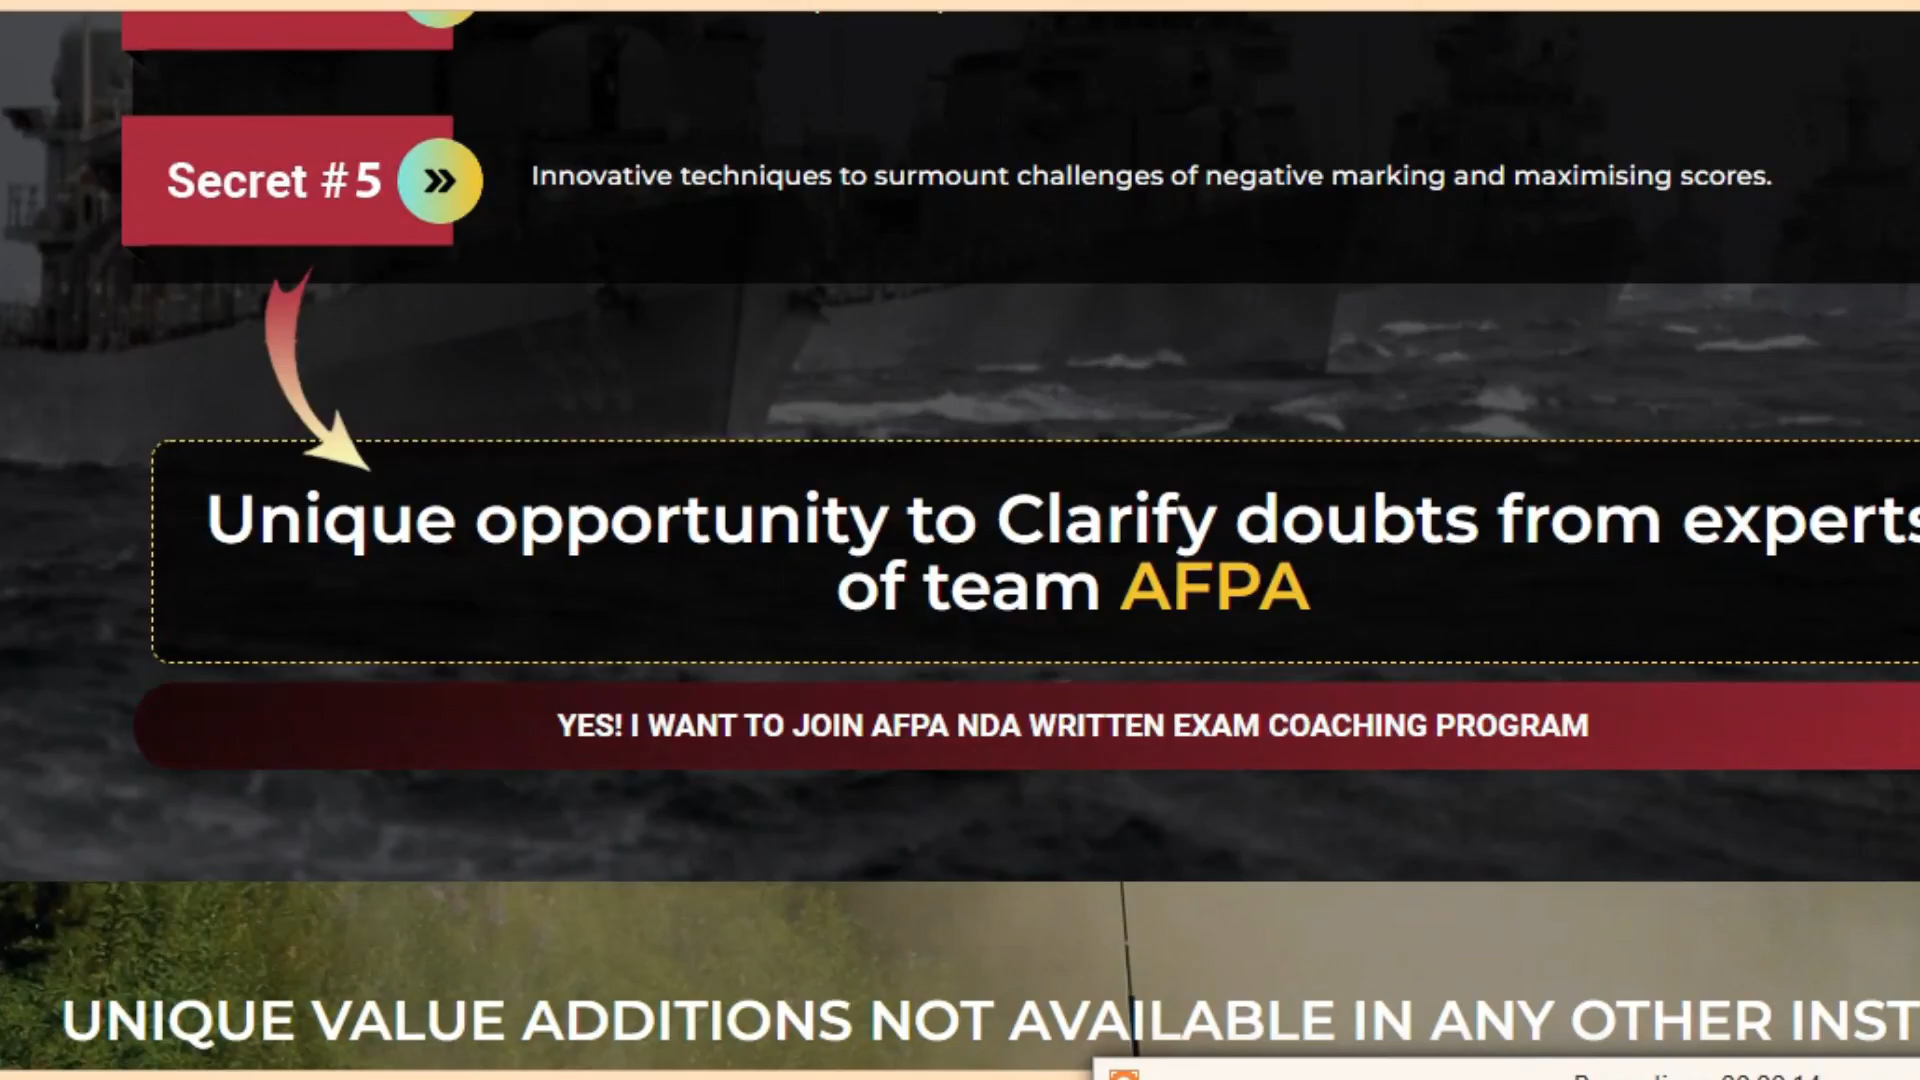 Secret #5
Innovative techniques to surmount challenges of negative marking and maximising scores.
Unique opportunity to Clarify doubts from experts
of team AFPA
YES! I WANT TO JOIN AFPA NDA WRITTEN EXAM COACHING PROGRAM
UNIQUE VALUE ADDITIONS NOT AVAILABLE IN ANY OTHER INST